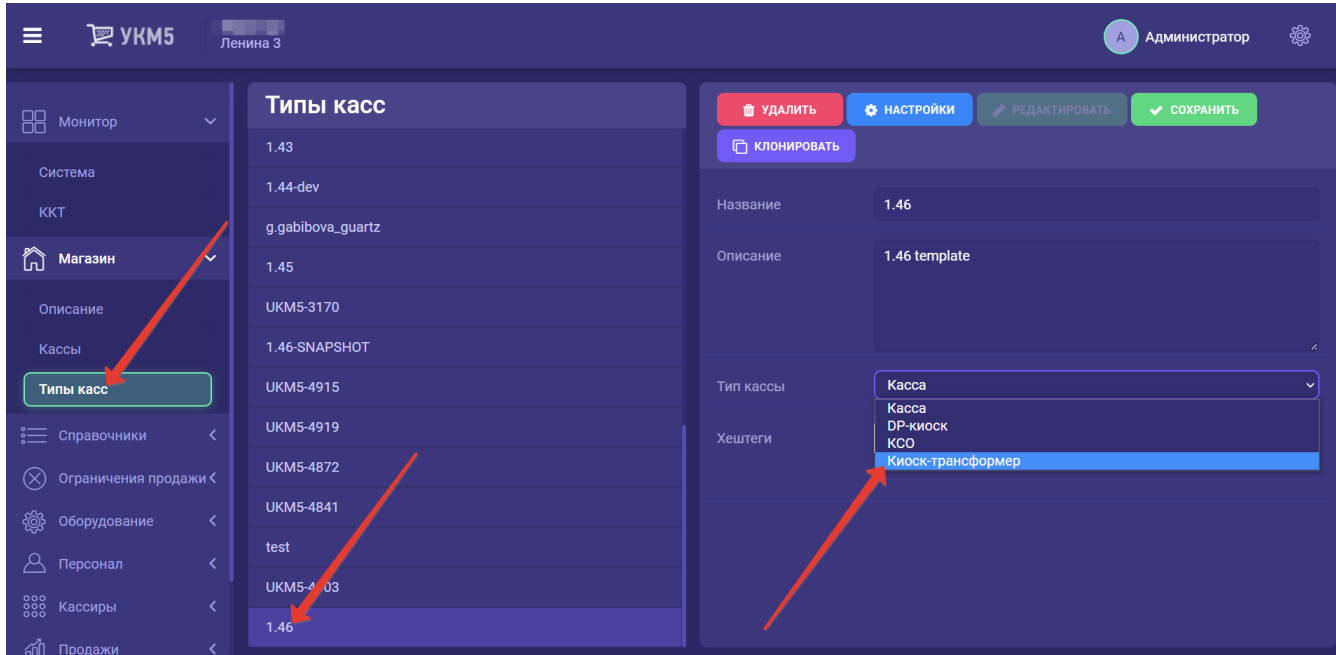 УКМ5
Ленина 3
А
Администратор
Монитор
Система
ККТ
Магазин
Описание
Кассы
Типы касс
Справочники
Ограничения продажи
Оборудование
Персонал
Кассиры
Продажи
Типы касс
1.43
1.44-dev
g.gabibova_guartz
1.45
UKM5-3170
1.46-SNAPSHOT
UKM5-4915
UKM5-4919
UKM5-4872
UKM5-4841
test
1.46
УДАЛИТЬ
НАСТРОЙКИ
РЕДАКТИРОВАТЬ
СОХРАНИТЬ
КЛОНИРОВАТЬ
Название
1.46
Описание
1.46 template
Тип кассы
Касса
Касса
DP-киоск
КСО
Киоск-трансформер
Хештеги